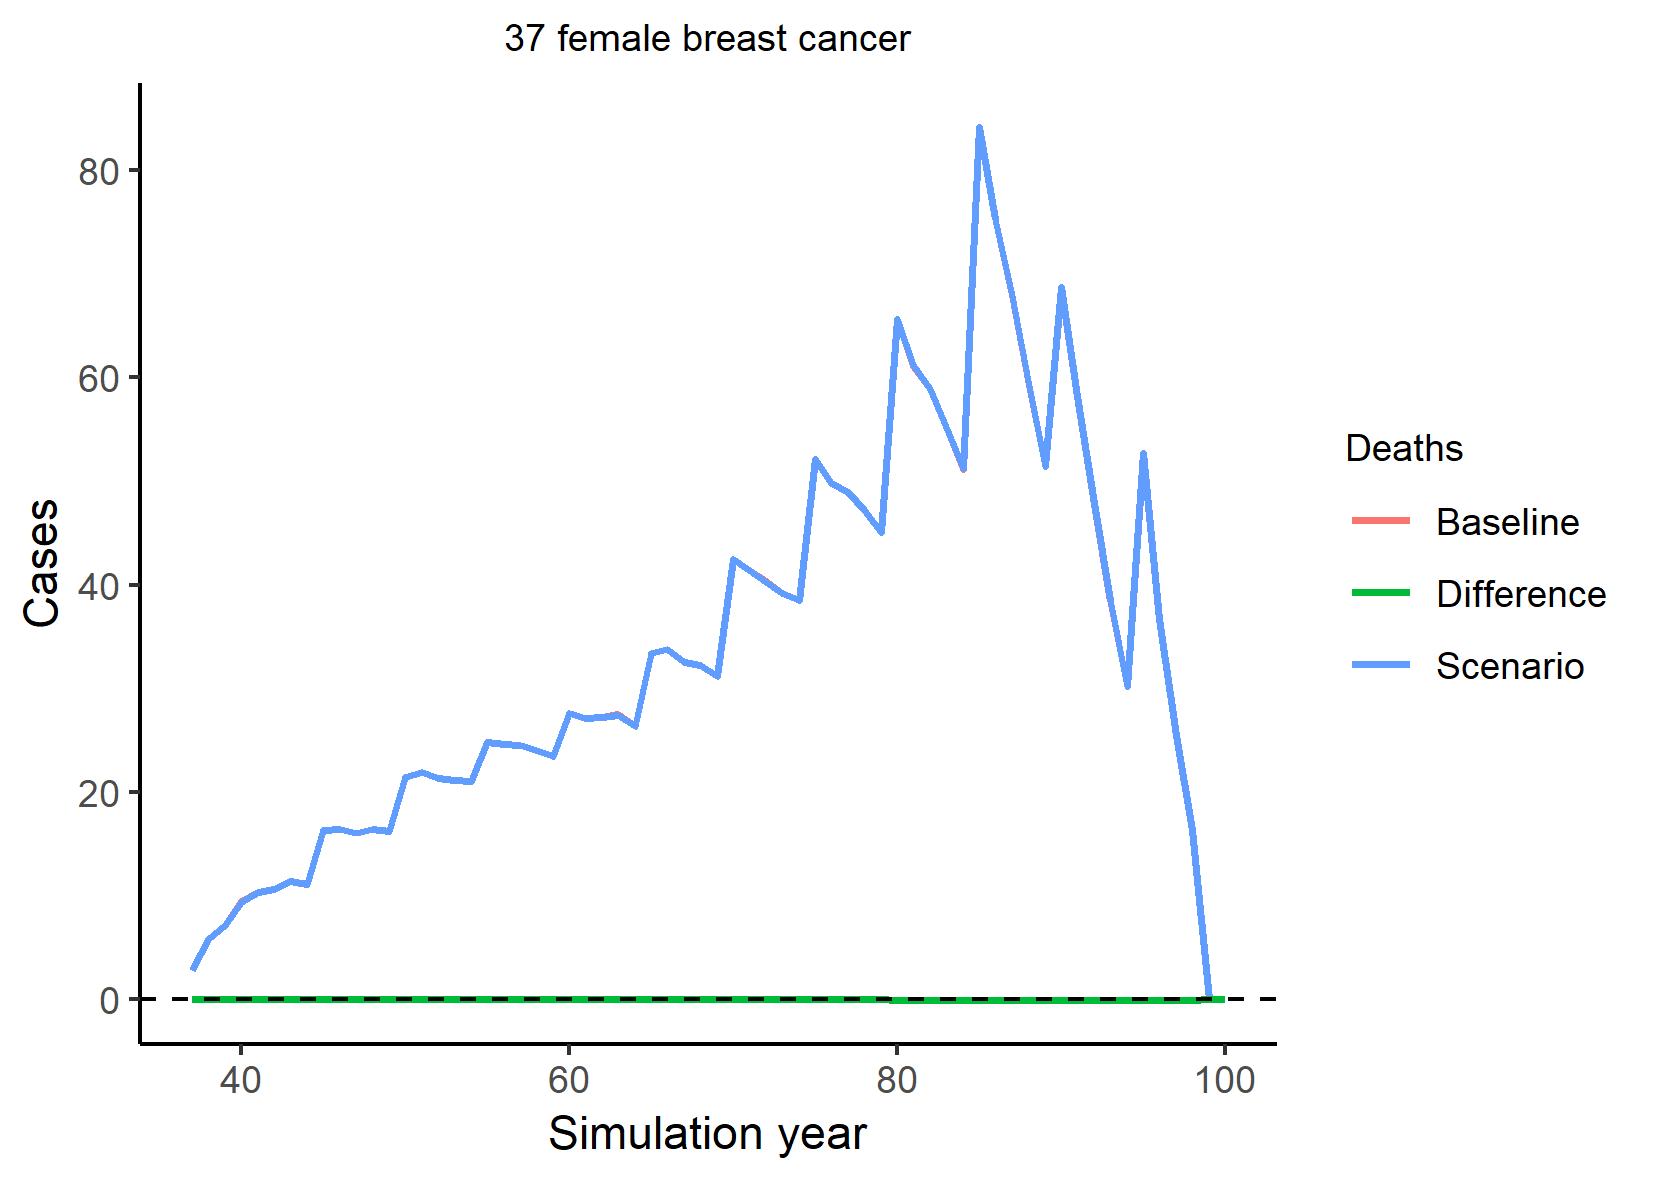 37 female breast cancer
Cases
80
60
40
20
0
40
60
80
100
Simulation year
Deaths
Baseline
Difference
Scenario